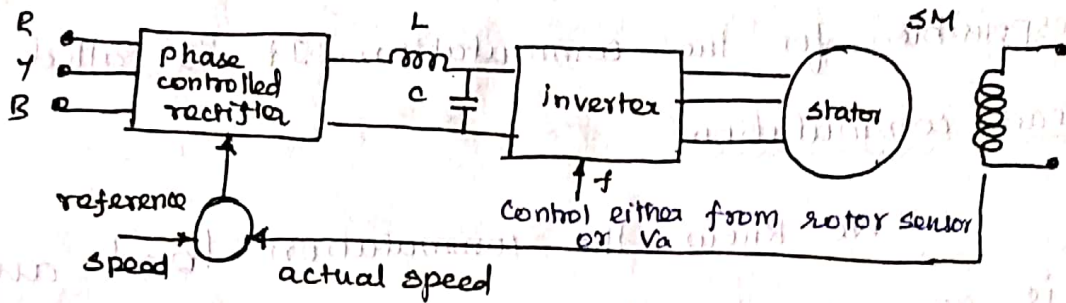 R
Y
B
phase
controlled
rectifier
L
C
inverter
SM
stator
f
control either from rotor sensor
or Va
reference
speed
actual speed